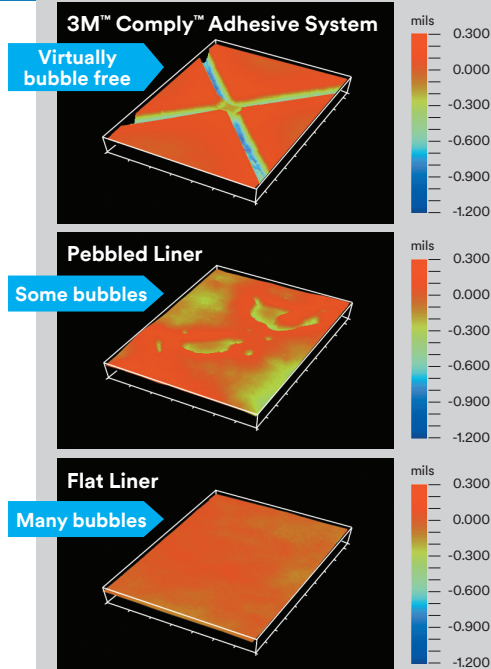 3M™ Comply™ Adhesive System
Virtually
bubble free
mils
0.300
0.000
-0.300
-0.600
-0.900
-1.200
Pebbled Liner
Some bubbles
mils
0.300
0.000
-0.300
-0.600
-0.900
-1.200
Flat Liner
Many bubbles
mils
0.300
0.000
-0.300
-0.600
-0.900
-1.200